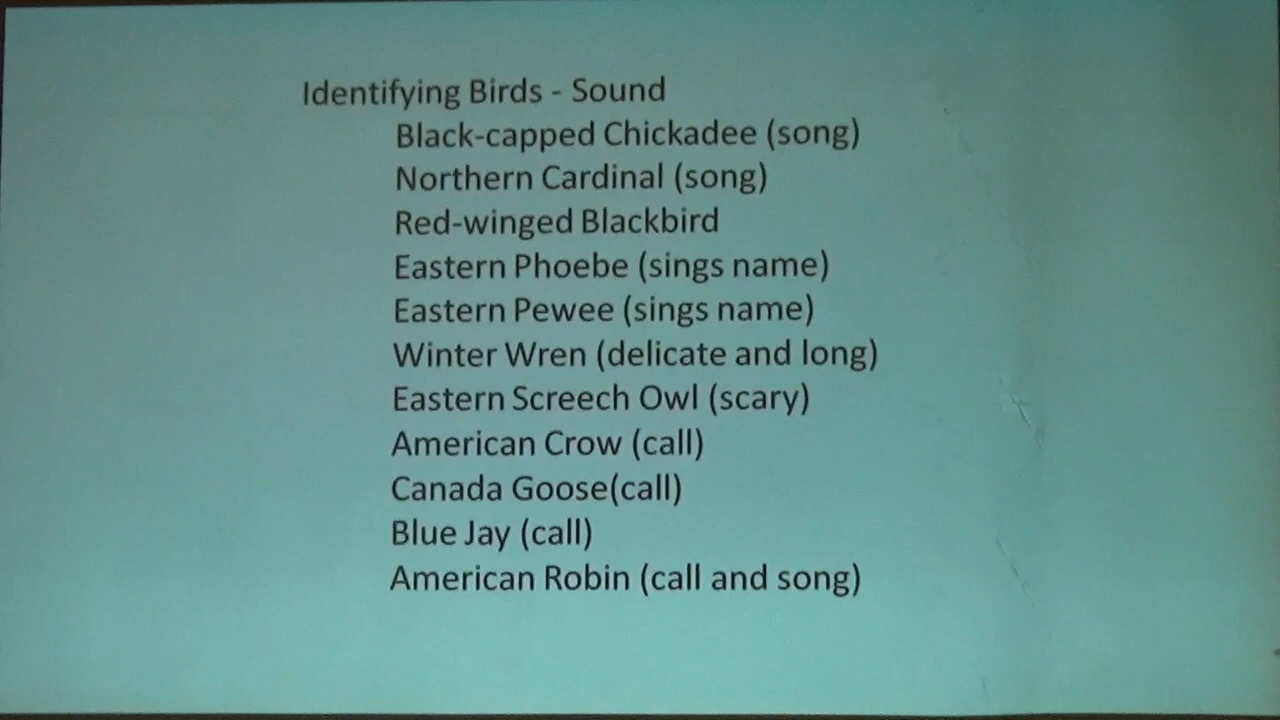 Identifying Birds - Sound
Black-capped Chickadee (song)
Northern Cardinal (song)
Red-winged Blackbird
Eastern Phoebe (sings name)
Eastern Pewee (sings name)
Winter Wren (delicate and long)
Eastern Screech Owl (scary)
American Crow (call)
Canada Goose(call)
Blue Jay (call)
American Robin (call and song)